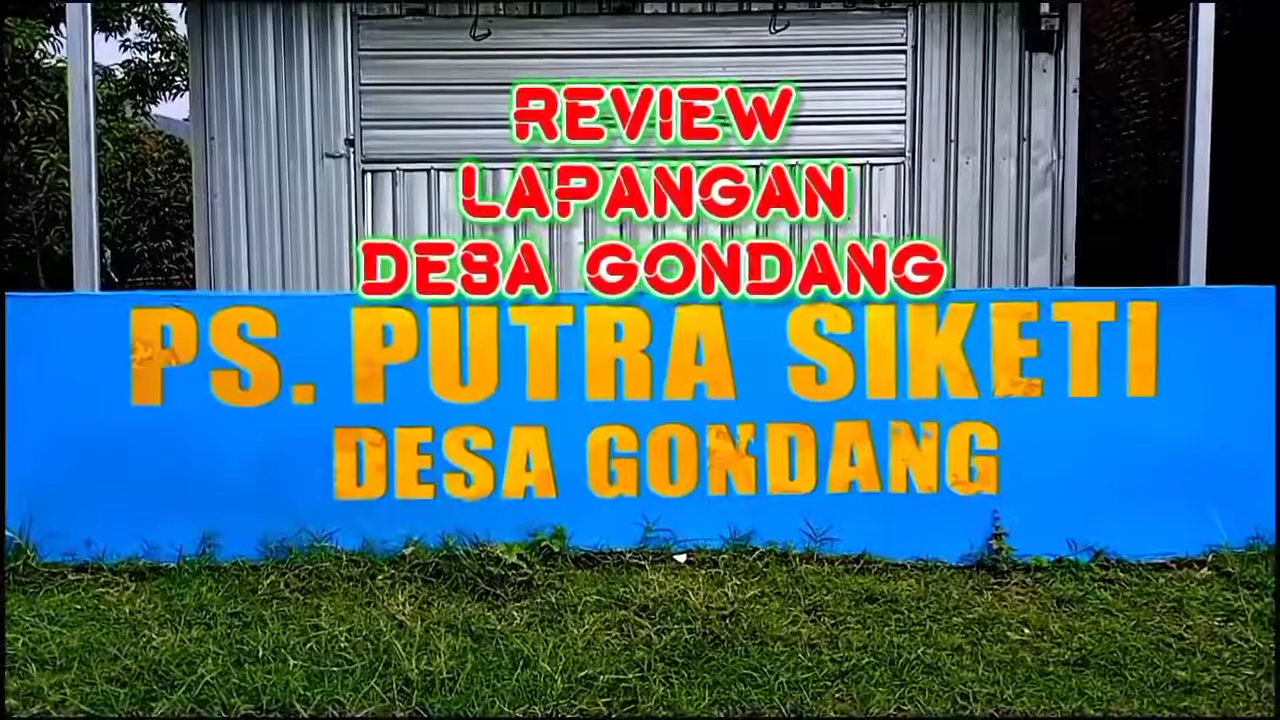 REVIEW
LAPANGAN
DESA GONDANG
PS. PUTRA SIKETI
DESA GONDANG